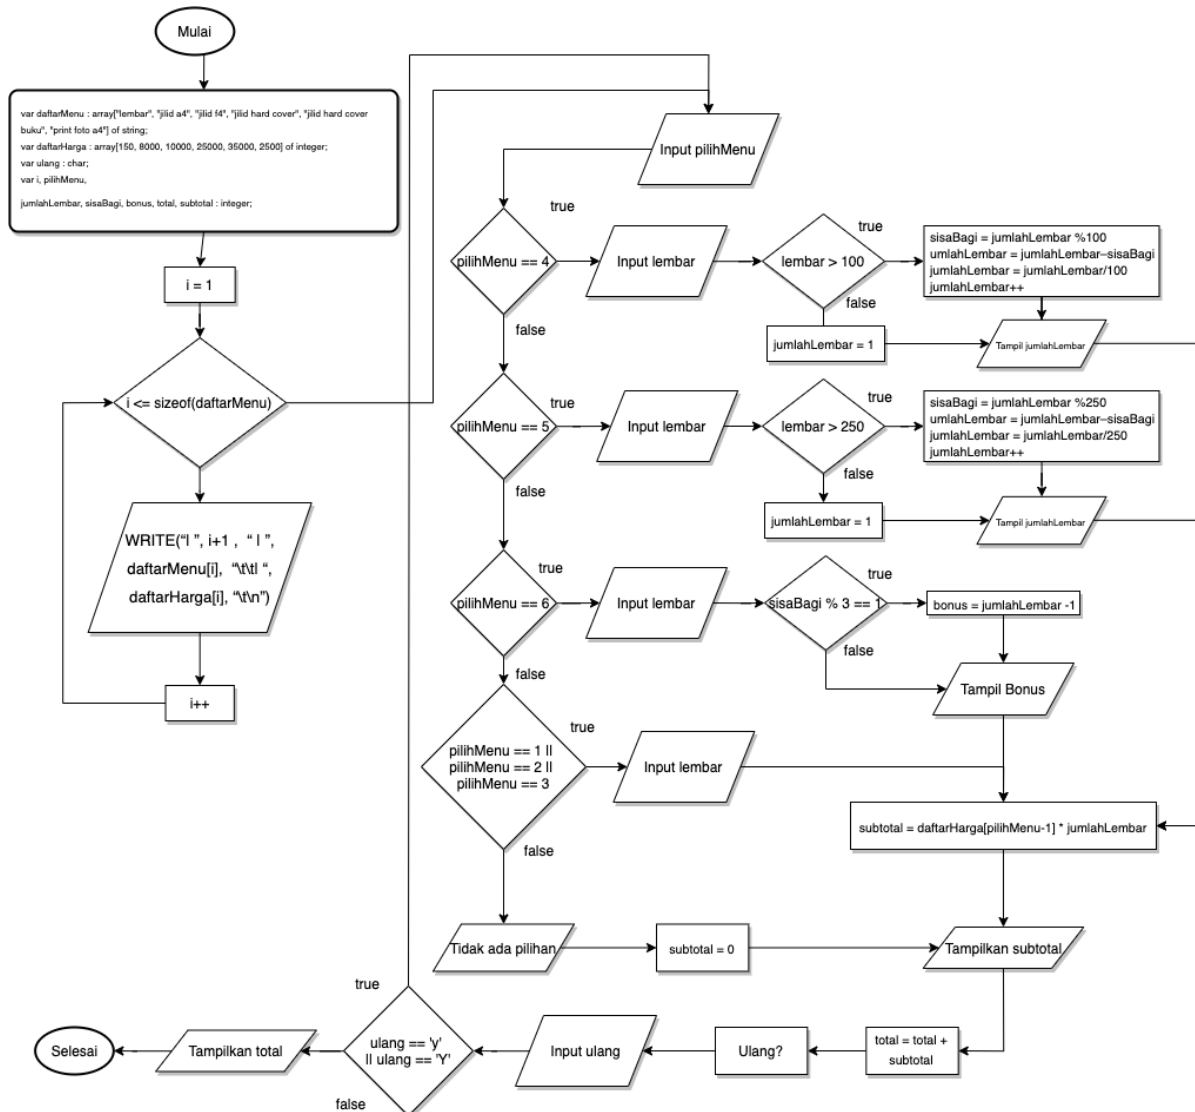 Mulai
var daftarMenu : array["lembar", "jilid a4", "jilid f4", "jilid hard cover", "jilid hard cover
buku", "print foto a4"] of string;
var daftarHarga : array[150, 8000, 10000, 25000, 35000, 2500] of integer;
var ulang : char;
var i, pilihMenu,
jumlahLembar, sisaBagi, bonus, total, subtotal : integer;
i = 1
i <= sizeof(daftarMenu)
WRITE(“l ”, i+1 , “ l ”,
daftarMenu[i], “\t\tl “,
daftarHarga[i], “\t\n”)
i++
Input pilihMenu
true
pilihMenu == 4
false
Input lembar
lembar > 100
true
false
sisaBagi = jumlahLembar %100
umlahLembar = jumlahLembar–sisaBagi
jumlahLembar = jumlahLembar/100
jumlahLembar++
jumlahLembar = 1
Tampil jumlahLembar
true
pilihMenu == 5
false
Input lembar
lembar > 250
true
false
sisaBagi = jumlahLembar %250
umlahLembar = jumlahLembar–sisaBagi
jumlahLembar = jumlahLembar/250
jumlahLembar++
jumlahLembar = 1
Tampil jumlahLembar
true
pilihMenu == 6
false
Input lembar
sisaBagi % 3 == 1
true
false
bonus = jumlahLembar -1
Tampil Bonus
true
pilihMenu == 1 ll
pilihMenu == 2 ll
pilihMenu == 3
false
Input lembar
subtotal = daftarHarga[pilihMenu-1] * jumlahLembar
Tidak ada pilihan
subtotal = 0
Tampilkan subtotal
total = total +
subtotal
Ulang?
Input ulang
true
ulang == 'y'
ll ulang == 'Y'
false
Tampilkan total
Selesai